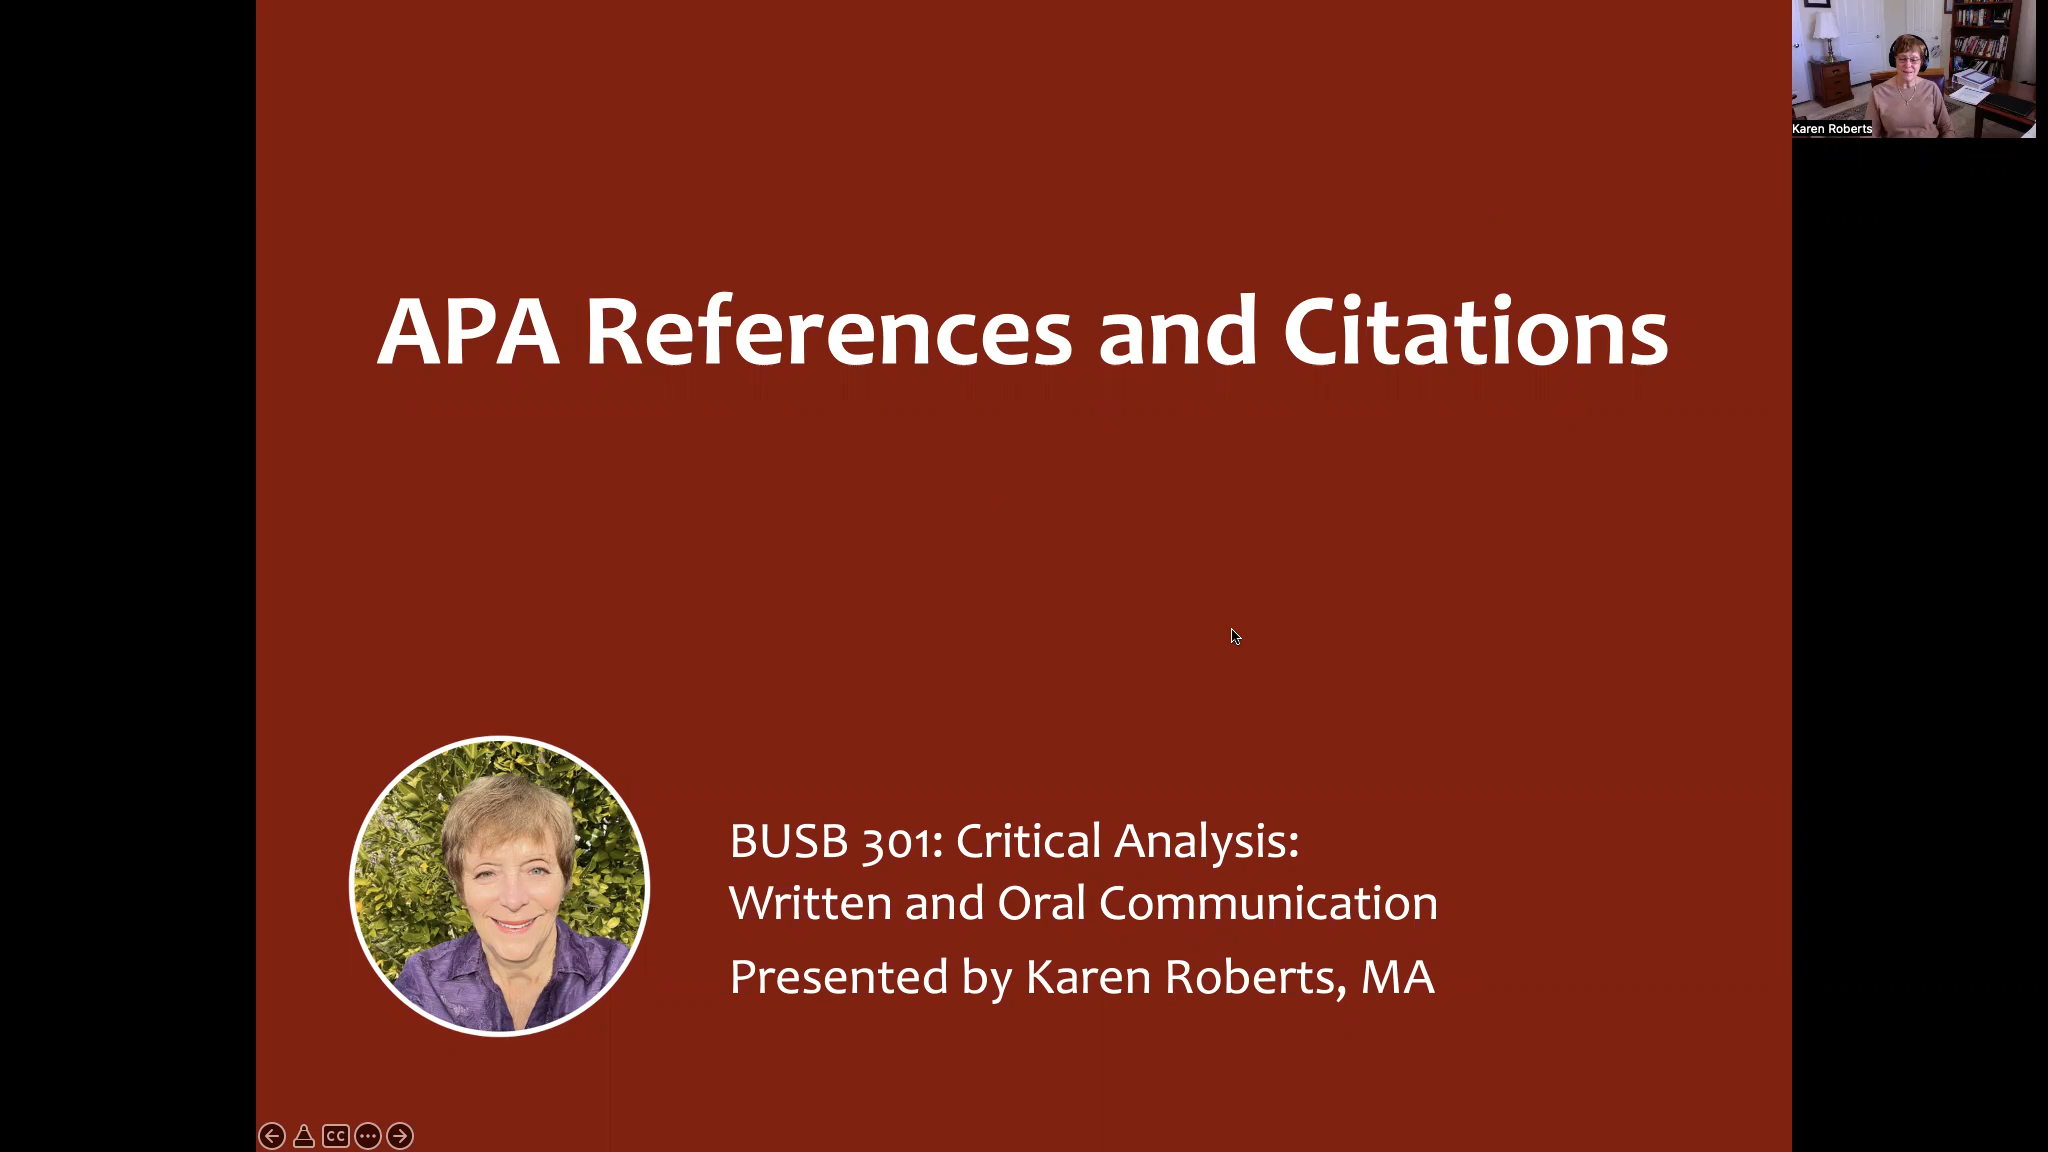 APA References and Citations
Karen Roberts
BUSB 301: Critical Analysis:
Written and Oral Communication
Presented by Karen Roberts, MA
CC